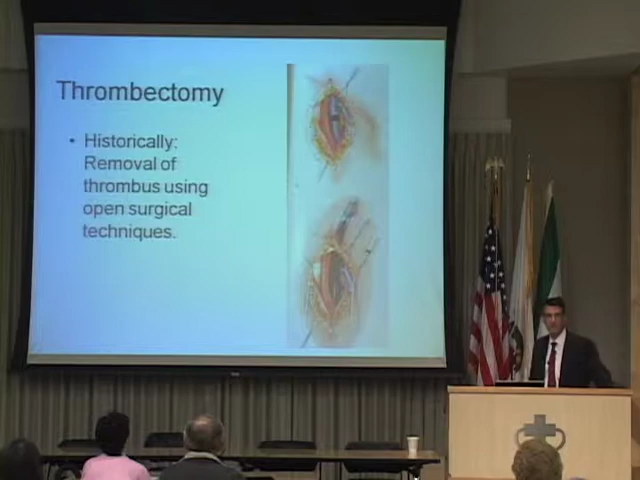 Thrombectomy
• Historically:
Removal of
thrombus using
open surgical
techniques.